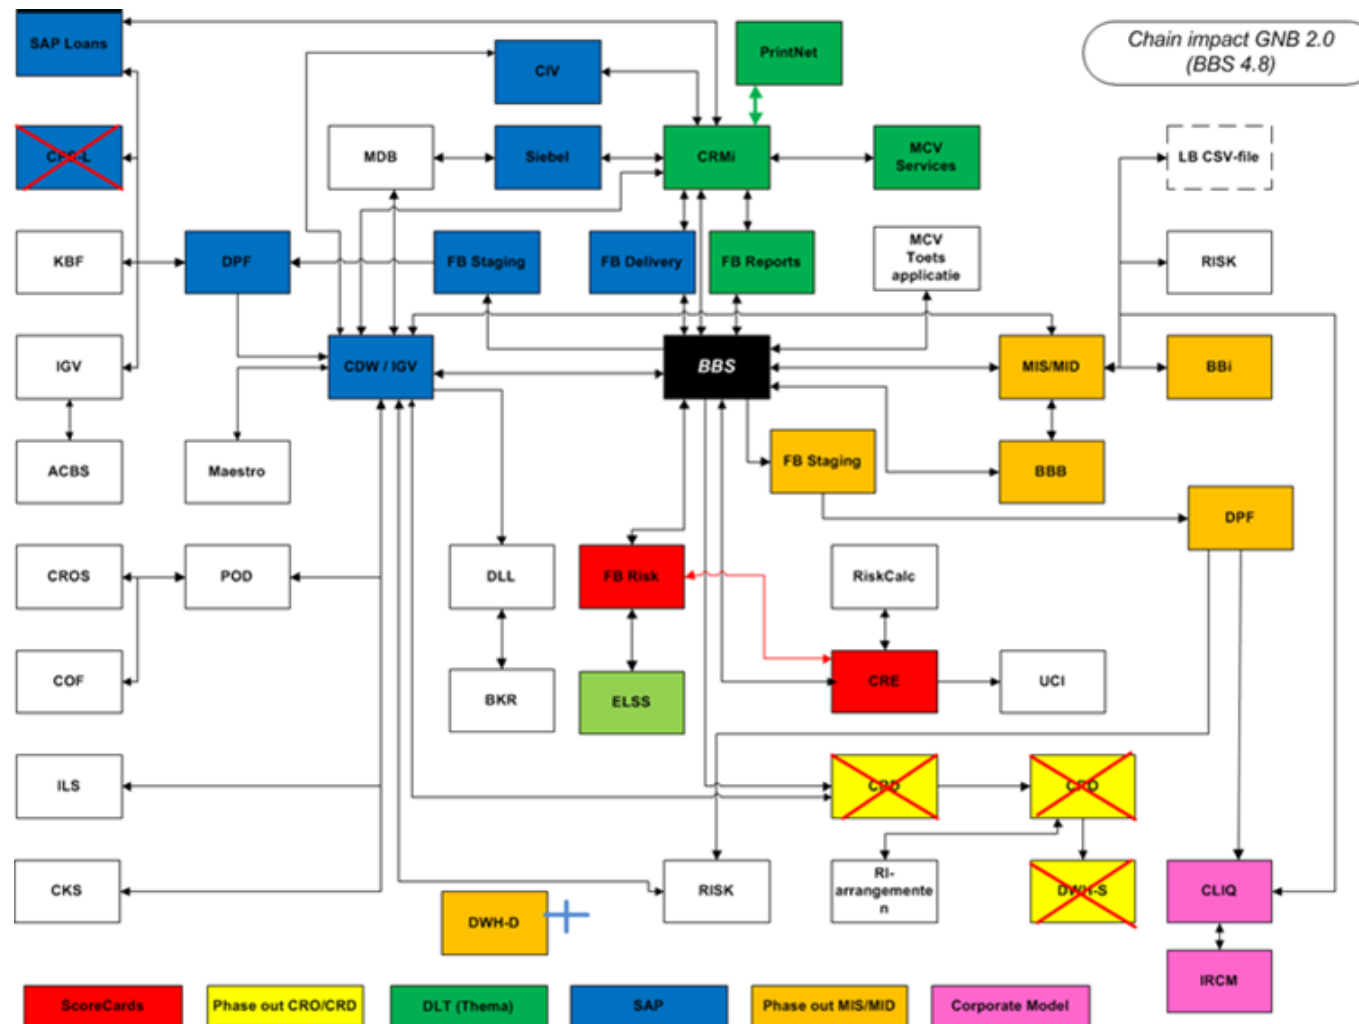 SAP Loans
PrintNet
Chain impact GNB 2.0
(BBS 4.8)
CIV
MDB
Siebel
CRMi
MCV
Services
LB CSV-file
KBF
DPF
FB Staging
FB Delivery
FB Reports
MCV
Toets
applicatie
RISK
IGV
CDW / IGV
BBS
MIS/MID
BBi
ACBS
Maestro
FB Staging
BBB
DPF
CROS
POD
DLL
FB Risk
RiskCalc
COF
BKR
ELSS
CRE
UCI
ILS
CKS
DWH-D
RISK
RI-
arrangemente
n
DWH-S
CLIQ
IRCM
ScoreCards
Phase out CRO/CRD
DLT (Thema)
SAP
Phase out MIS/MID
Corporate Model